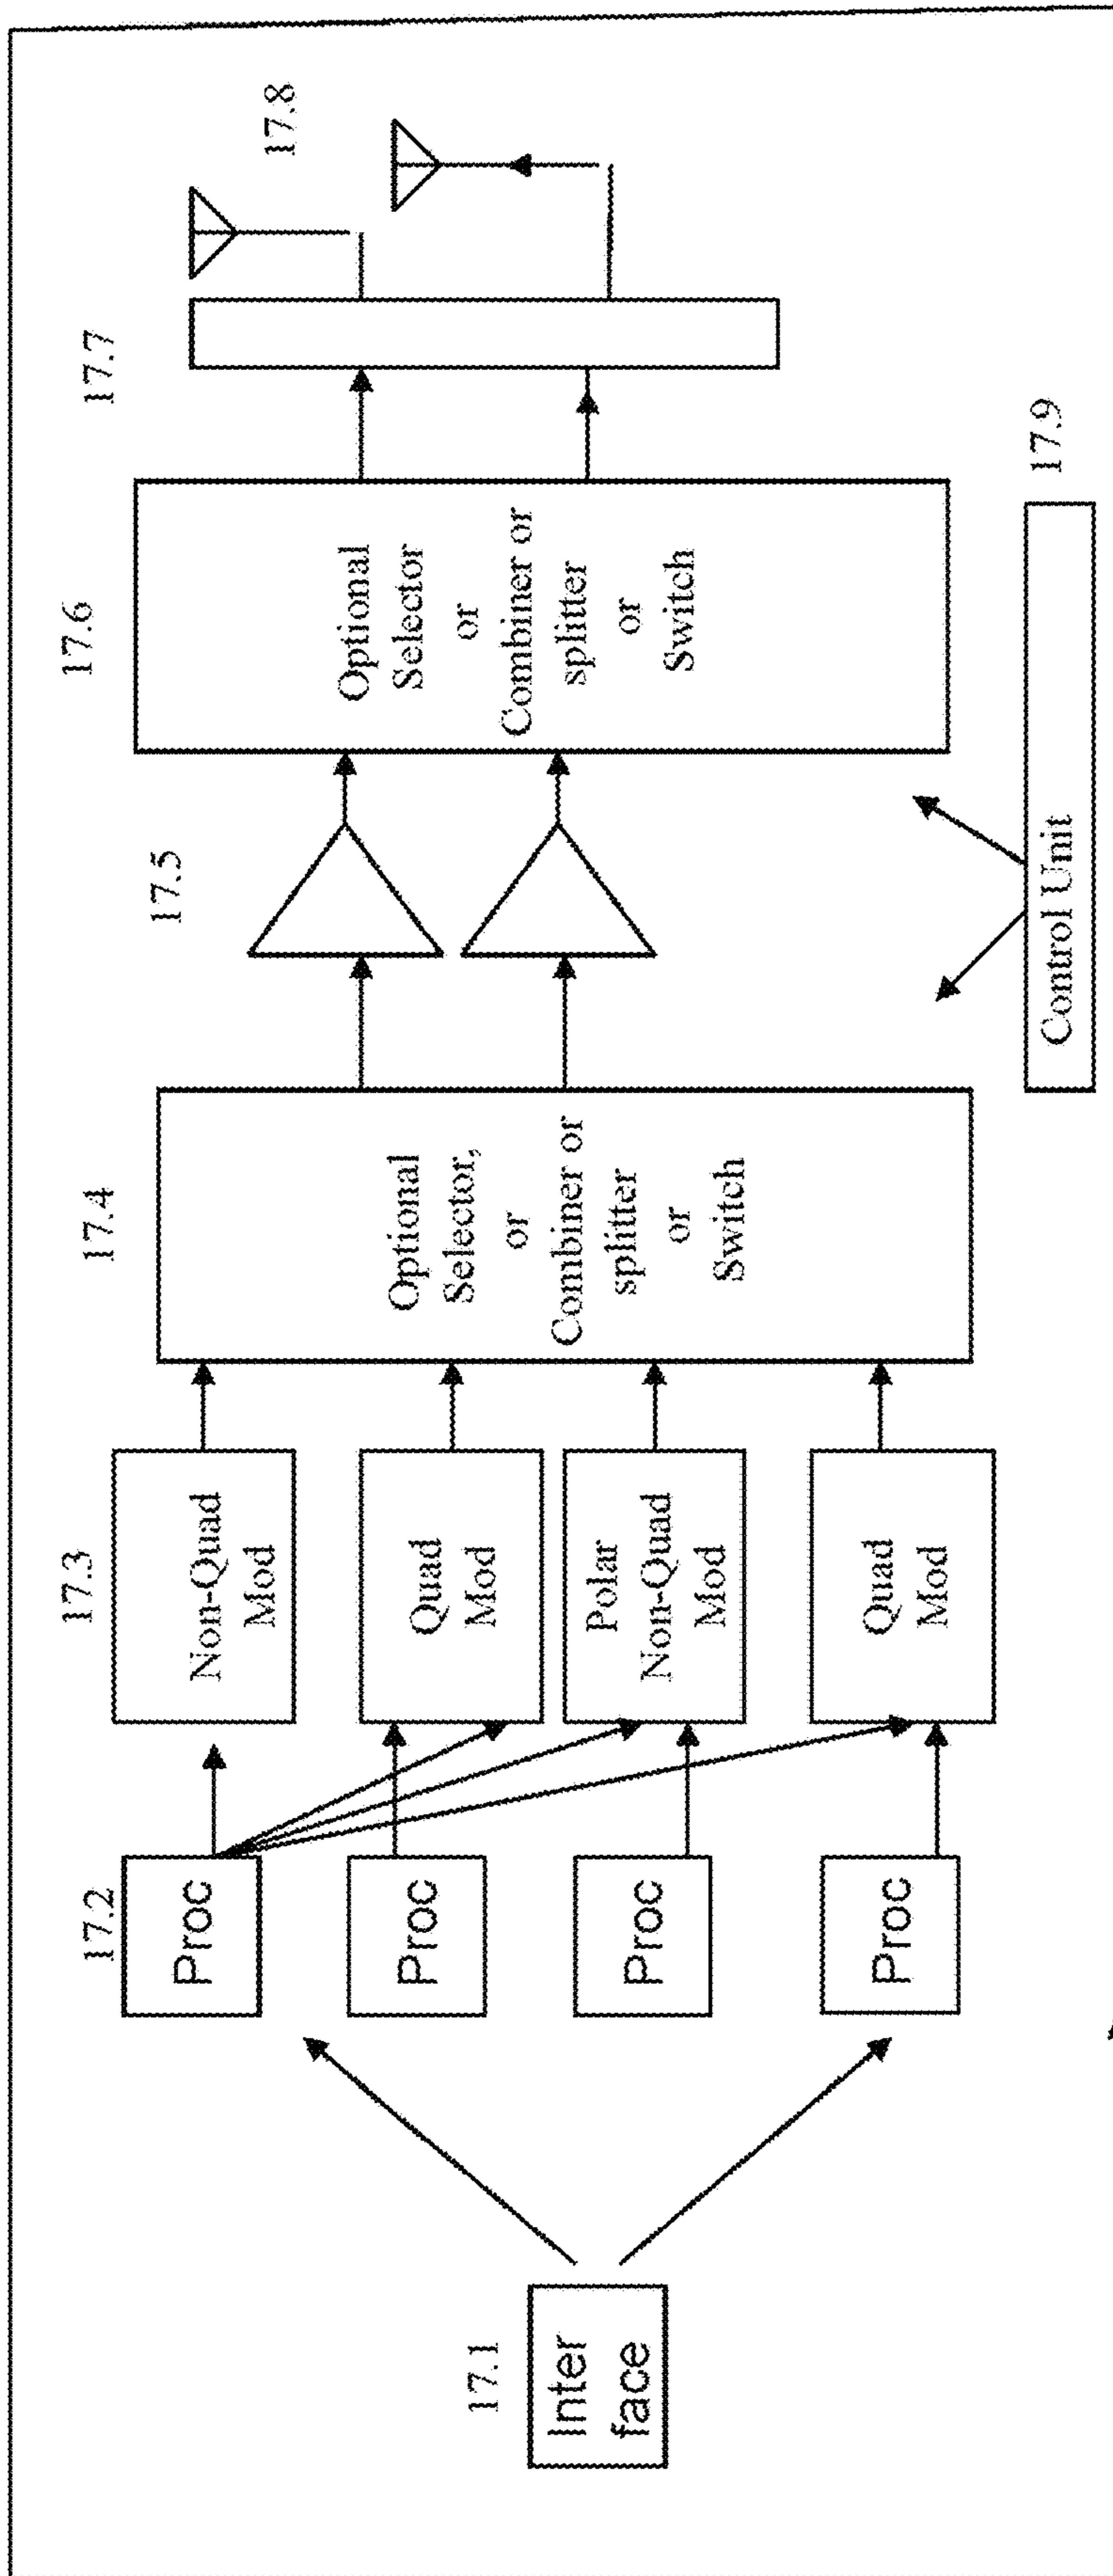 17.1
Inter
face
17.2
Proc
Proc
Proc
Proc
17.3
Non-Quad
Mod
Quad
Mod
Polar
Non-Quad
Mod
Quad
Mod
17.4
Optional
Selector,
or
Combiner or
splitter
or
Switch
17.5
17.6
Optional
Selector
or
Combiner or
splitter
or
Switch
17.7
17.8
Control Unit
17.9